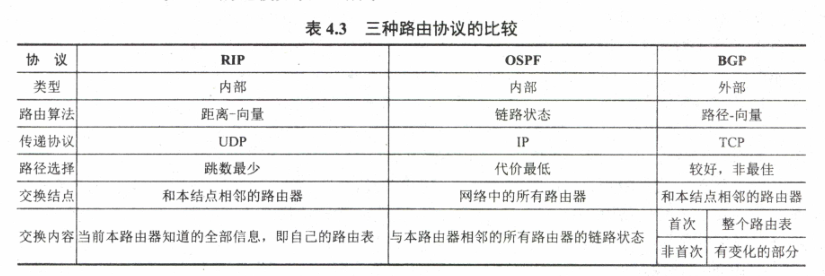 表 4.3 三种路由协议的比较
协 议 RIP OSPF BGP
类型 内部 内部 外部
路由算法 距离-向量 链路状态 路径-向量
传递协议 UDP IP TCP
路径选择 跳数最少 代价最低 较好，非最佳
交换结点 和本结点相邻的路由器 网络中的所有路由器 和本结点相邻的路由器
交换内容 当前本路由器知道的全部信息，即自己的路由表 与本路由器相邻的所有路由器的链路状态 首次 整个路由表
非首次 有变化的部分